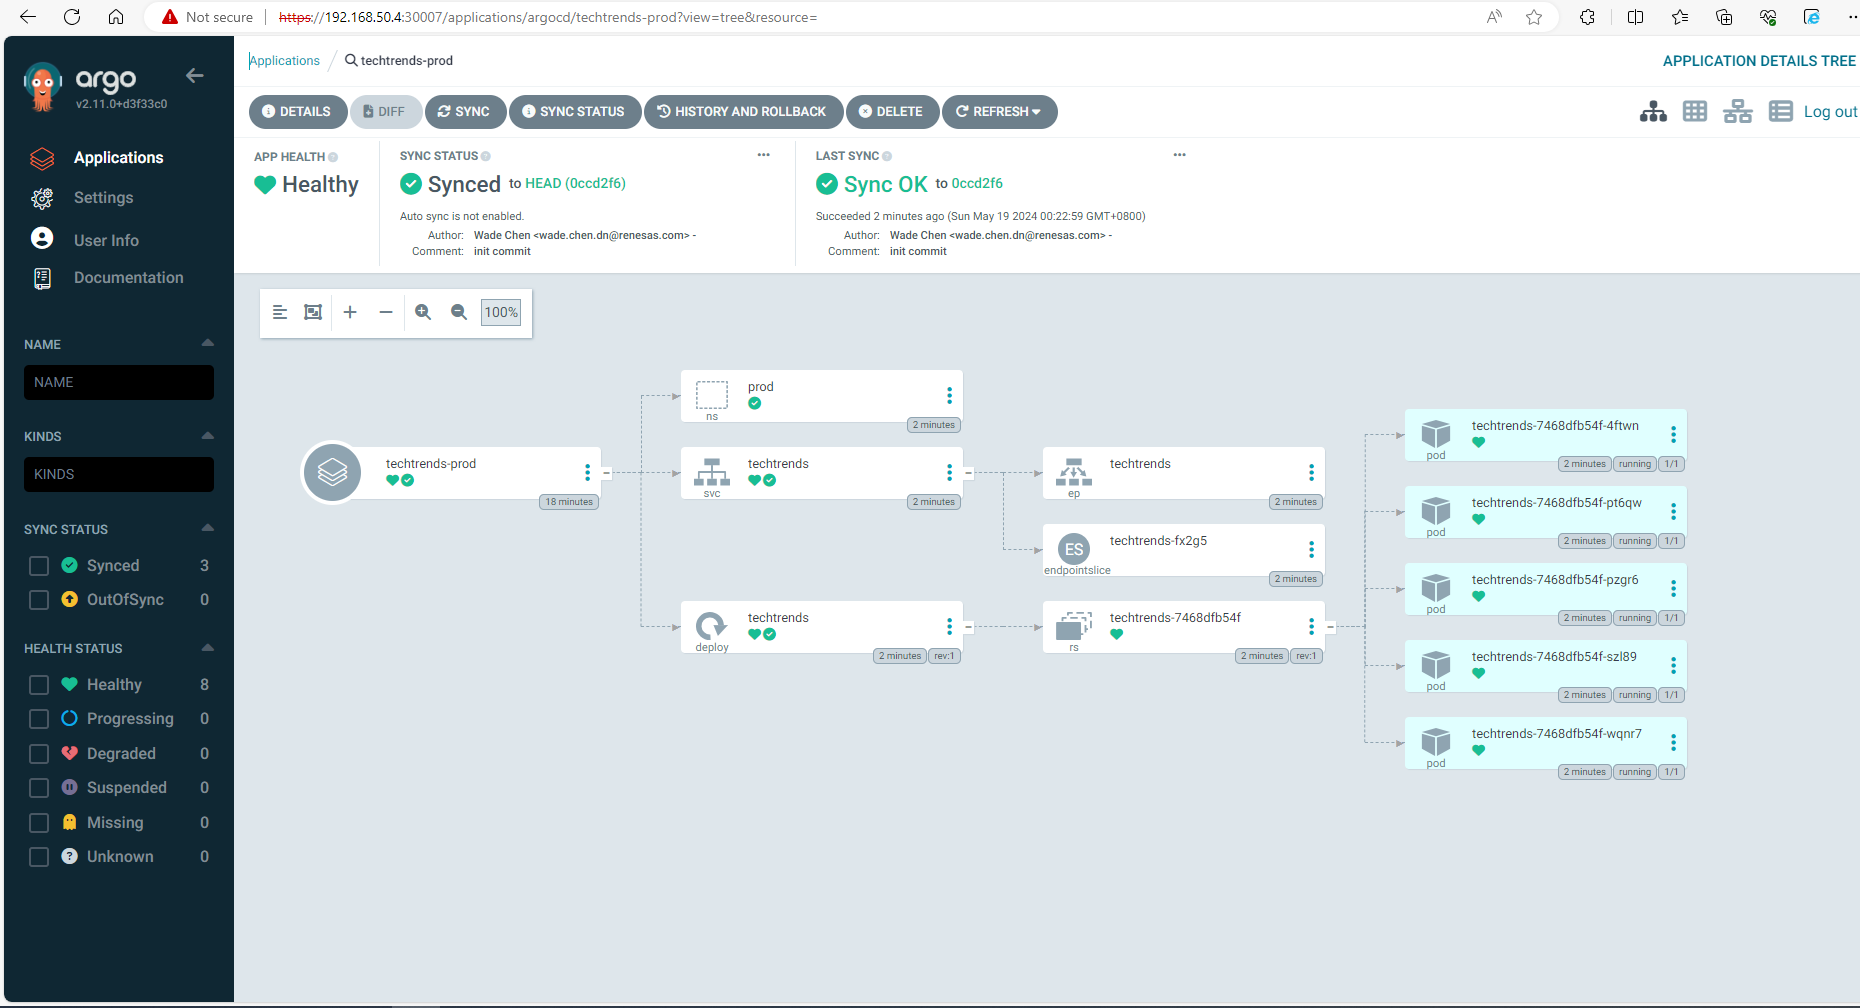 Not secure https://192.168.50.4:30007/applications/argocd/techtrends-prod?view=tree&resource=
argo
v2.11.0+d3f33c0
Applications
Settings
User Info
Documentation
NAME
NAME
KINDS
KINDS
SYNC STATUS
Synced 3
OutOfSync 0
HEALTH STATUS
Healthy 8
Progressing 0
Degraded 0
Suspended 0
Missing 0
Unknown 0
Applications / techtrends-prod
APPLICATION DETAILS TREE
DETAILS DIFF SYNC SYNC STATUS HISTORY AND ROLLBACK DELETE REFRESH
Log out
APP HEALTH
Healthy
SYNC STATUS
Synced to HEAD (0ccd2f6)
Auto sync is not enabled.
Author: Wade Chen <wade.chen.dn@renesas.com> -
Comment: init commit
LAST SYNC
Sync OK to 0ccd2f6
Succeeded 2 minutes ago (Sun May 19 2024 00:22:59 GMT+0800)
Author: Wade Chen <wade.chen.dn@renesas.com> -
Comment: init commit
100%
techtrends-prod
18 minutes
prod
ns
2 minutes
techtrends
svc
2 minutes
techtrends
deploy
2 minutes rev:1
techtrends
ep
2 minutes
ES
techtrends-fx2g5
endpointslice
2 minutes
techtrends-7468dfb54f
rs
2 minutes rev:1
techtrends-7468dfb54f-4ftwn
pod
2 minutes running 1/1
techtrends-7468dfb54f-pt6qw
pod
2 minutes running 1/1
techtrends-7468dfb54f-pzgr6
pod
2 minutes running 1/1
techtrends-7468dfb54f-szl89
pod
2 minutes running 1/1
techtrends-7468dfb54f-wqnr7
pod
2 minutes running 1/1